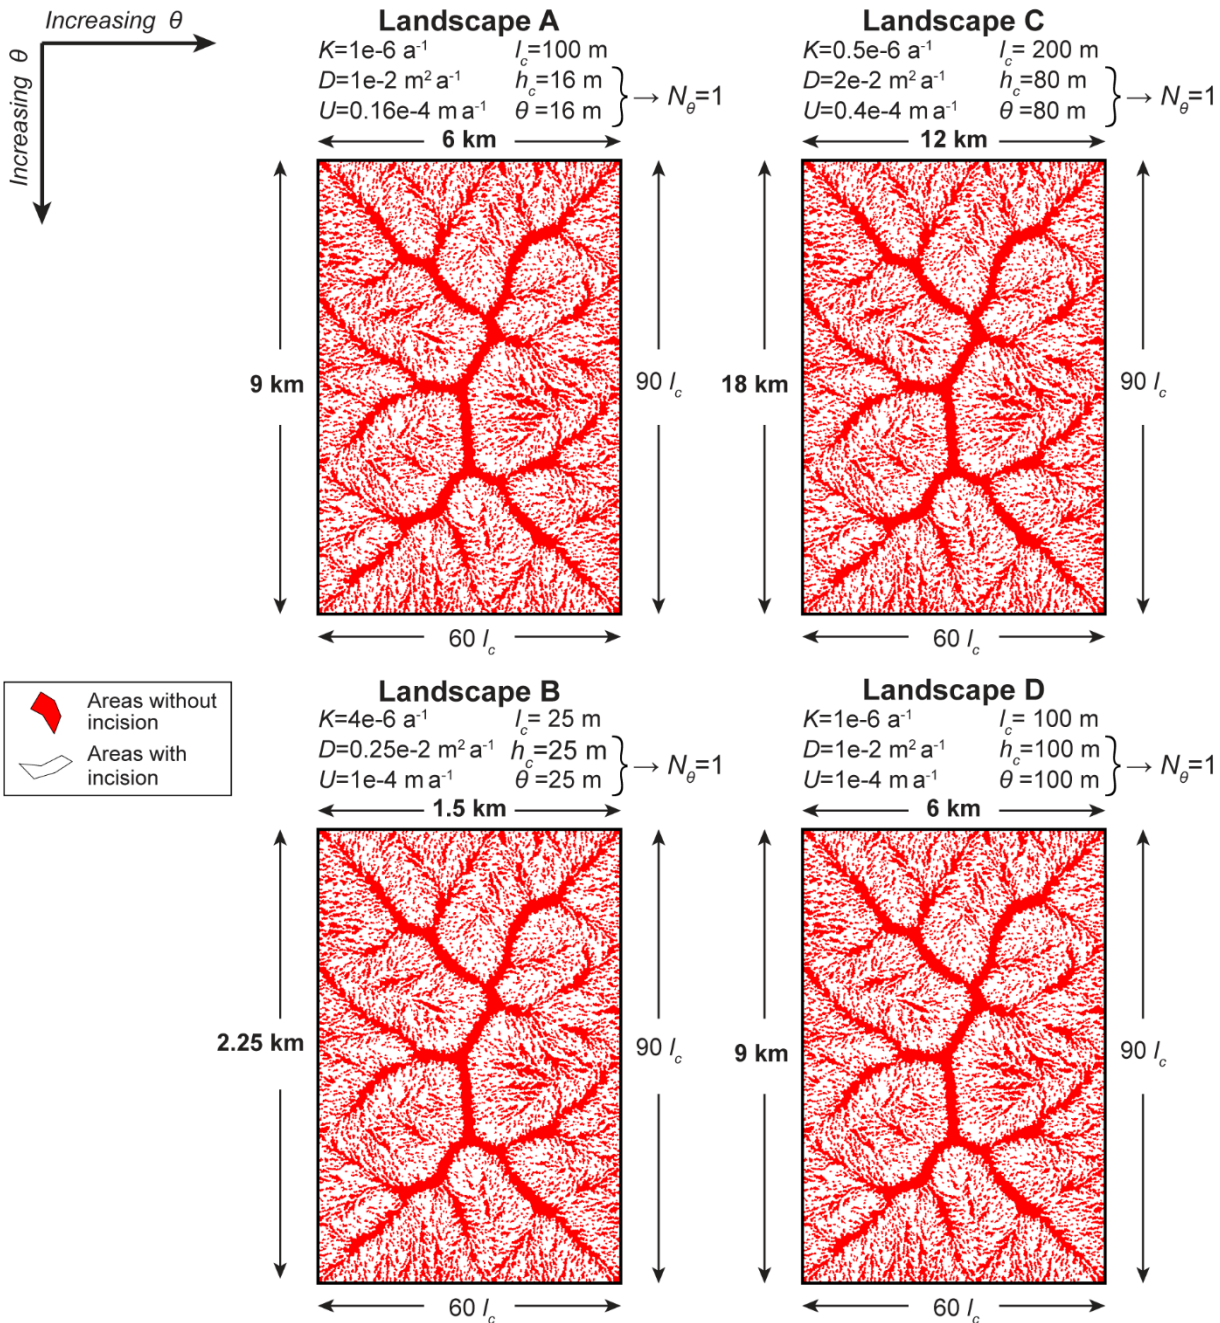 Increasing θ
Increasing θ
Landscape A
K=1e-6 a⁻¹ l_c=100 m
D=1e-2 m² a⁻¹ h_c=16 m
U=0.16e-4 m a⁻¹ θ=16 m
→ N_θ=1
6 km
9 km
90 l_c
60 l_c
Landscape C
K=0.5e-6 a⁻¹ l_c= 200 m
D=2e-2 m² a⁻¹ h_c=80 m
U=0.4e-4 m a⁻¹ θ=80 m
→ N_θ=1
12 km
18 km
90 l_c
60 l_c
Areas without
incision
Areas with
incision
Landscape B
K=4e-6 a⁻¹ l_c= 25 m
D=0.25e-2 m² a⁻¹ h_c=25 m
U=1e-4 m a⁻¹ θ=25 m
→ N_θ=1
1.5 km
2.25 km
90 l_c
60 l_c
Landscape D
K=1e-6 a⁻¹ l_c= 100 m
D=1e-2 m² a⁻¹ h_c=100 m
U=1e-4 m a⁻¹ θ=100 m
→ N_θ=1
6 km
9 km
90 l_c
60 l_c